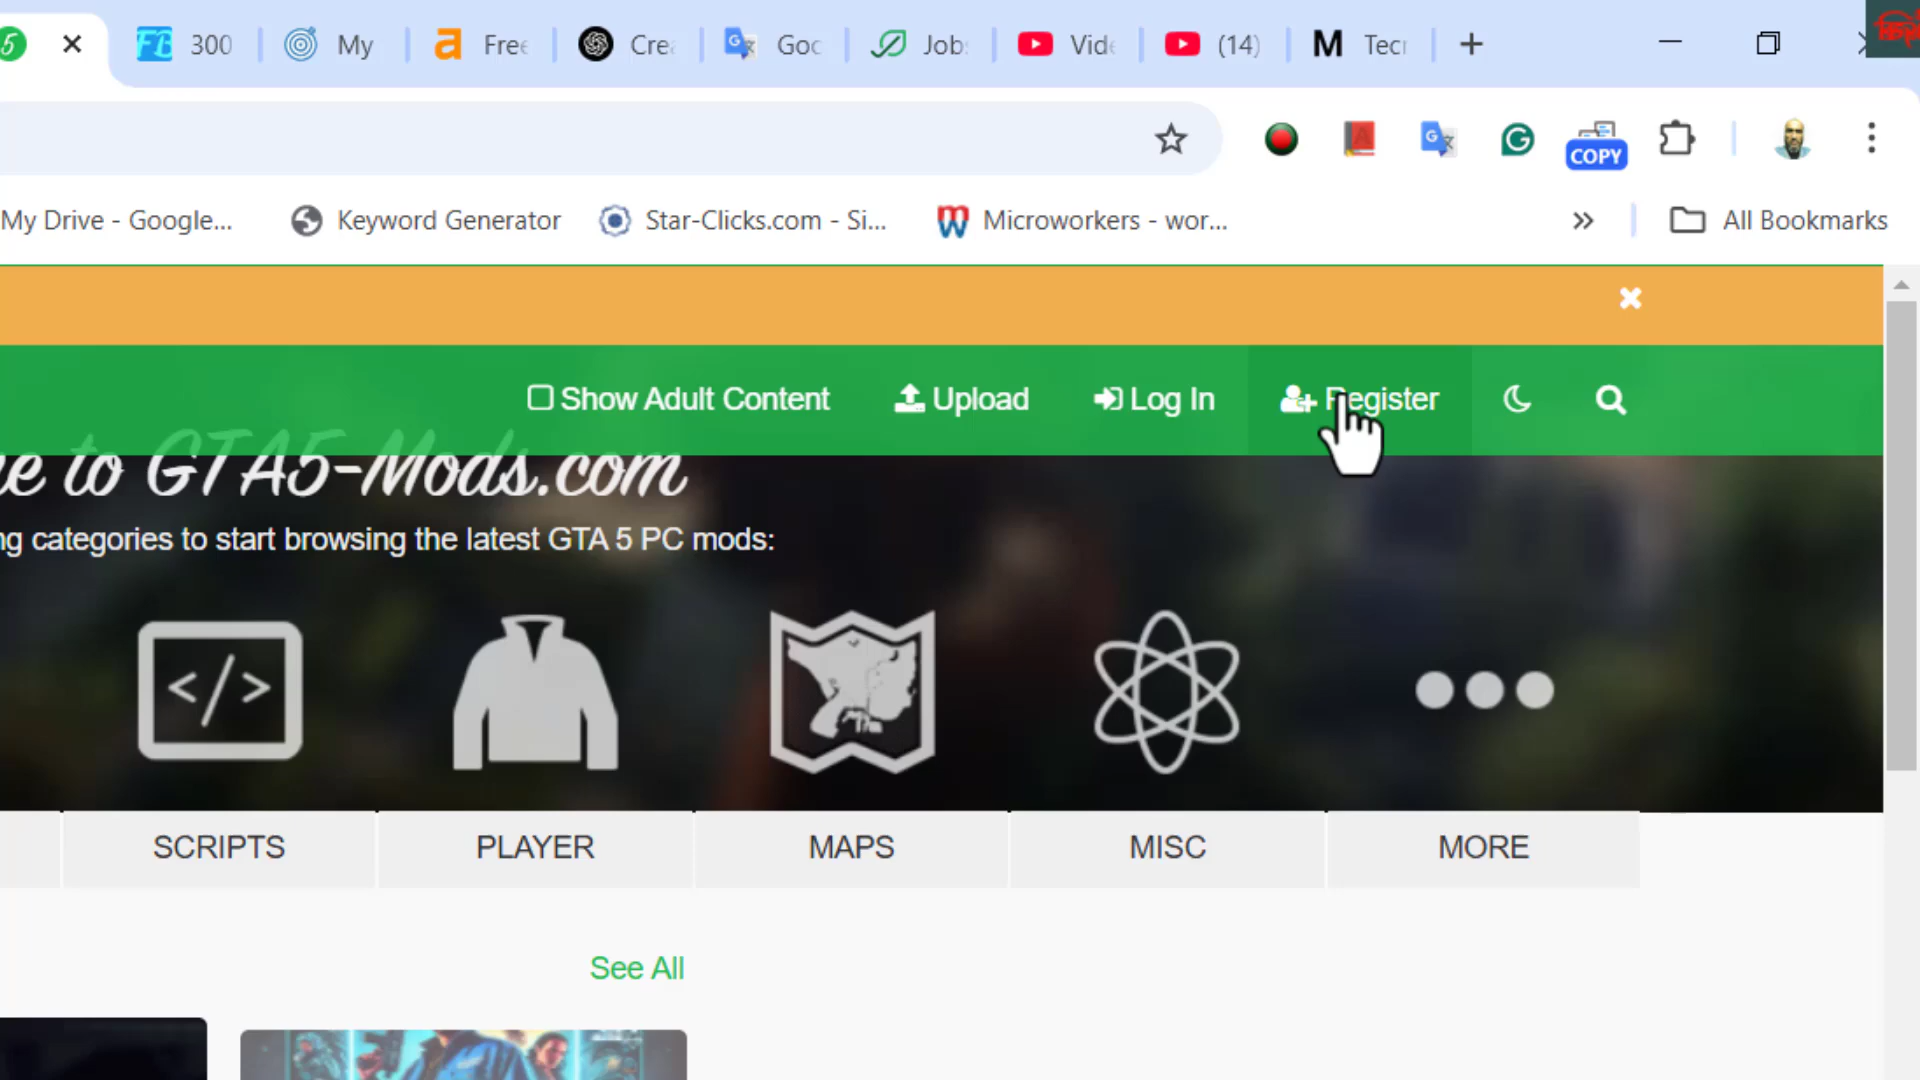 5 300 My Free Crea Goo Jobs Vide (14) M Tecn
COPY
My Drive - Google... Keyword Generator Star-Clicks.com - Si... Microworkers - wor... All Bookmarks
Show Adult Content Upload Log In Register
e to GTA5-Mods.com
ng categories to start browsing the latest GTA 5 PC mods:
SCRIPTS PLAYER MAPS MISC MORE
See All